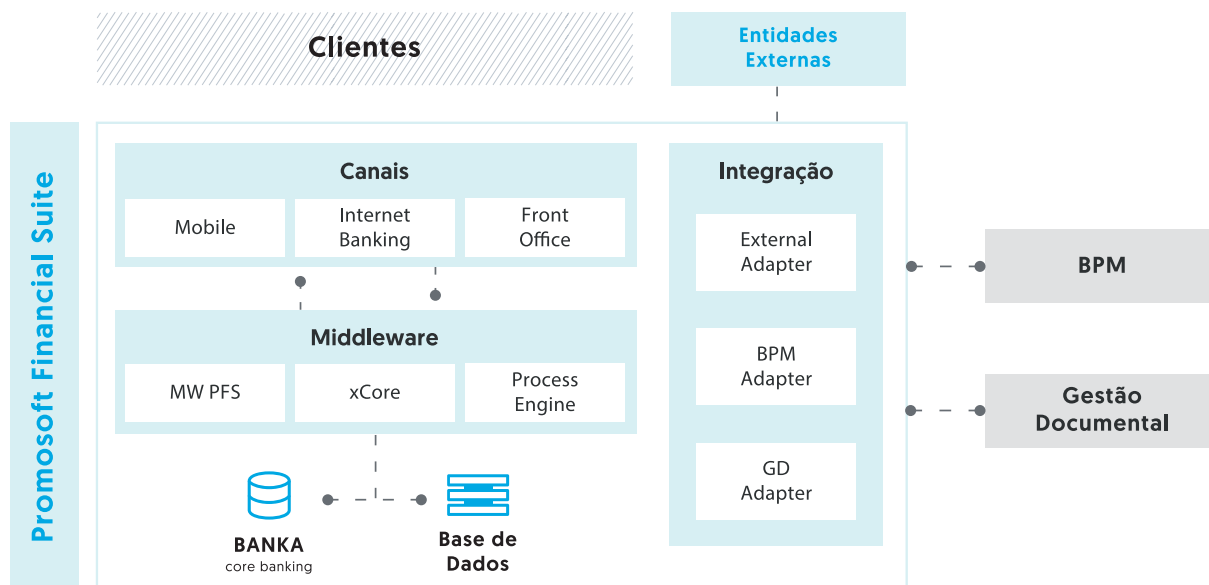 Clientes
Entidades
Externas
Promosoft Financial Suite
Canais
Mobile
Internet
Banking
Front
Office
Middleware
MW PFS
xCore
Process
Engine
BANKA
core banking
Base de
Dados
Integração
External
Adapter
BPM
Adapter
GD
Adapter
BPM
Gestão
Documental